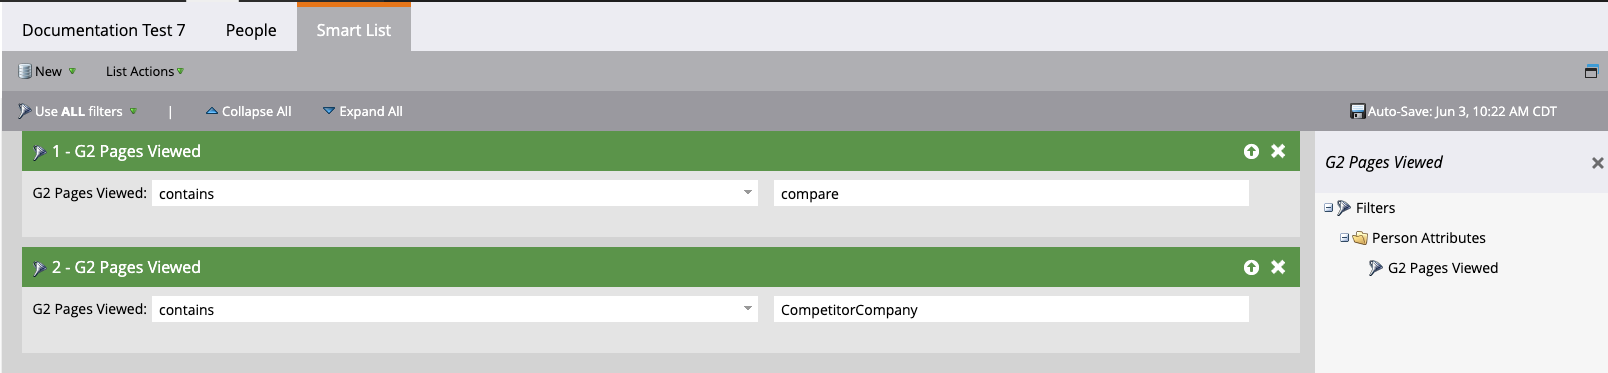 Documentation Test 7 People Smart List
New List Actions
Use ALL filters | Collapse All Expand All Auto-Save: Jun 3, 10:22 AM CDT
1 - G2 Pages Viewed
G2 Pages Viewed: contains compare
2 - G2 Pages Viewed
G2 Pages Viewed: contains CompetitorCompany
G2 Pages Viewed
Filters
Person Attributes
G2 Pages Viewed